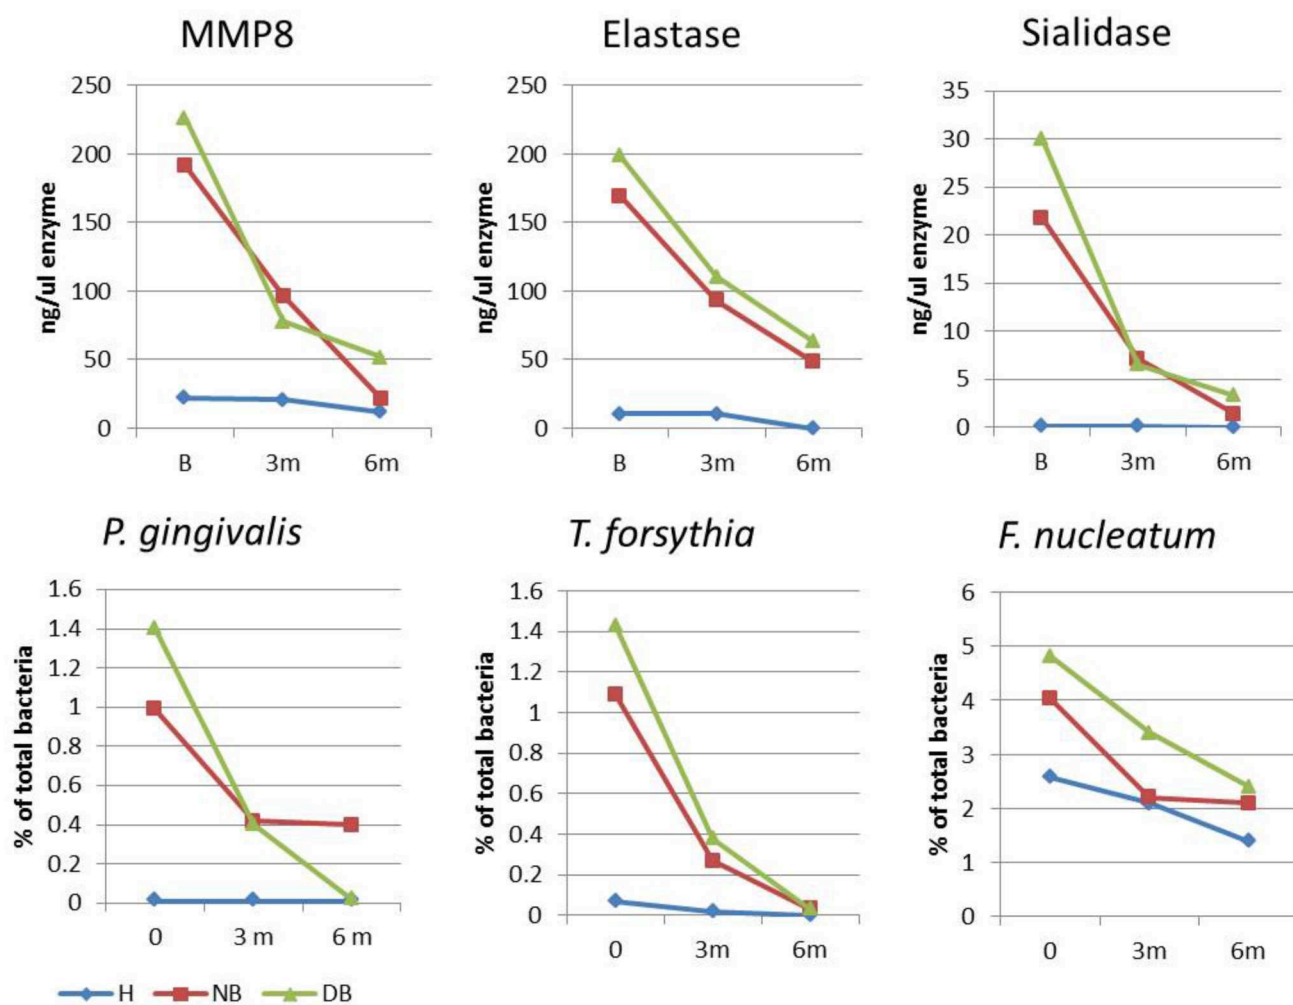 MMP8
Elastase
Sialidase
ng/ul enzyme
250
200
150
100
50
0
B 3m 6m
ng/ul enzyme
250
200
150
100
50
0
B 3m 6m
ng/ul enzyme
35
30
25
20
15
10
5
0
B 3m 6m
P. gingivalis
T. forsythia
F. nucleatum
% of total bacteria
1.6
1.4
1.2
1
0.8
0.6
0.4
0.2
0
0 3 m 6 m
% of total bacteria
1.6
1.4
1.2
1
0.8
0.6
0.4
0.2
0
0 3m 6m
% of total bacteria
6
5
4
3
2
1
0
0 3m 6m
H NB DB